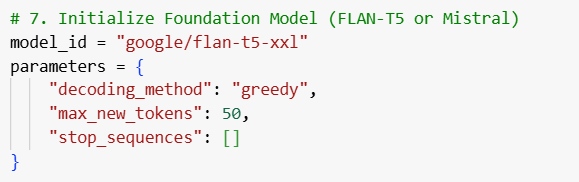 # 7. Initialize Foundation Model (FLAN-T5 or Mistral)
model_id = "google/flan-t5-xxl"
parameters = {
    "decoding_method": "greedy",
    "max_new_tokens": 50,
    "stop_sequences": []
}